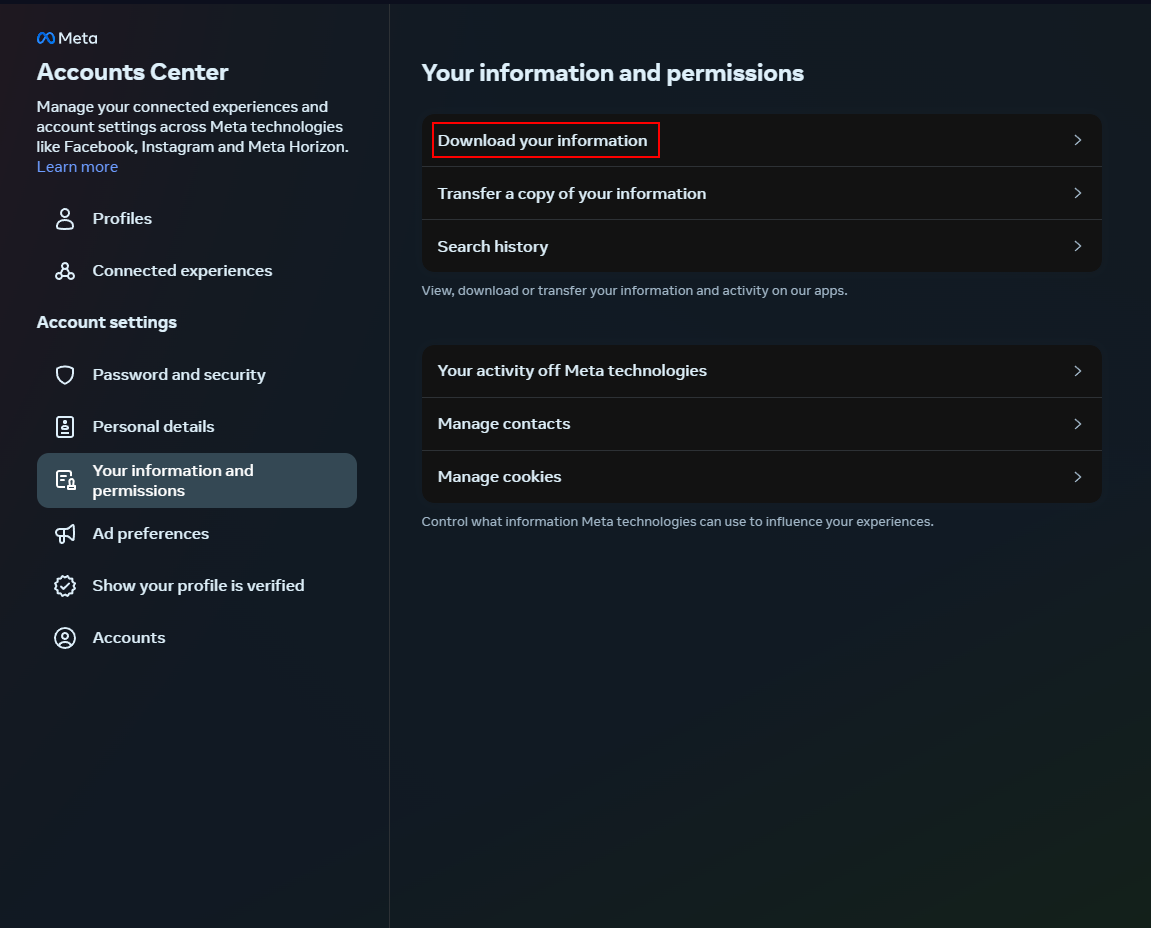 Meta
Accounts Center
Manage your connected experiences and
account settings across Meta technologies
like Facebook, Instagram and Meta Horizon.
Learn more
Profiles
Connected experiences
Account settings
Password and security
Personal details
Your information and
permissions
Ad preferences
Show your profile is verified
Accounts
Your information and permissions
Download your information
Transfer a copy of your information
Search history
View, download or transfer your information and activity on our apps.
Your activity off Meta technologies
Manage contacts
Manage cookies
Control what information Meta technologies can use to influence your experiences.